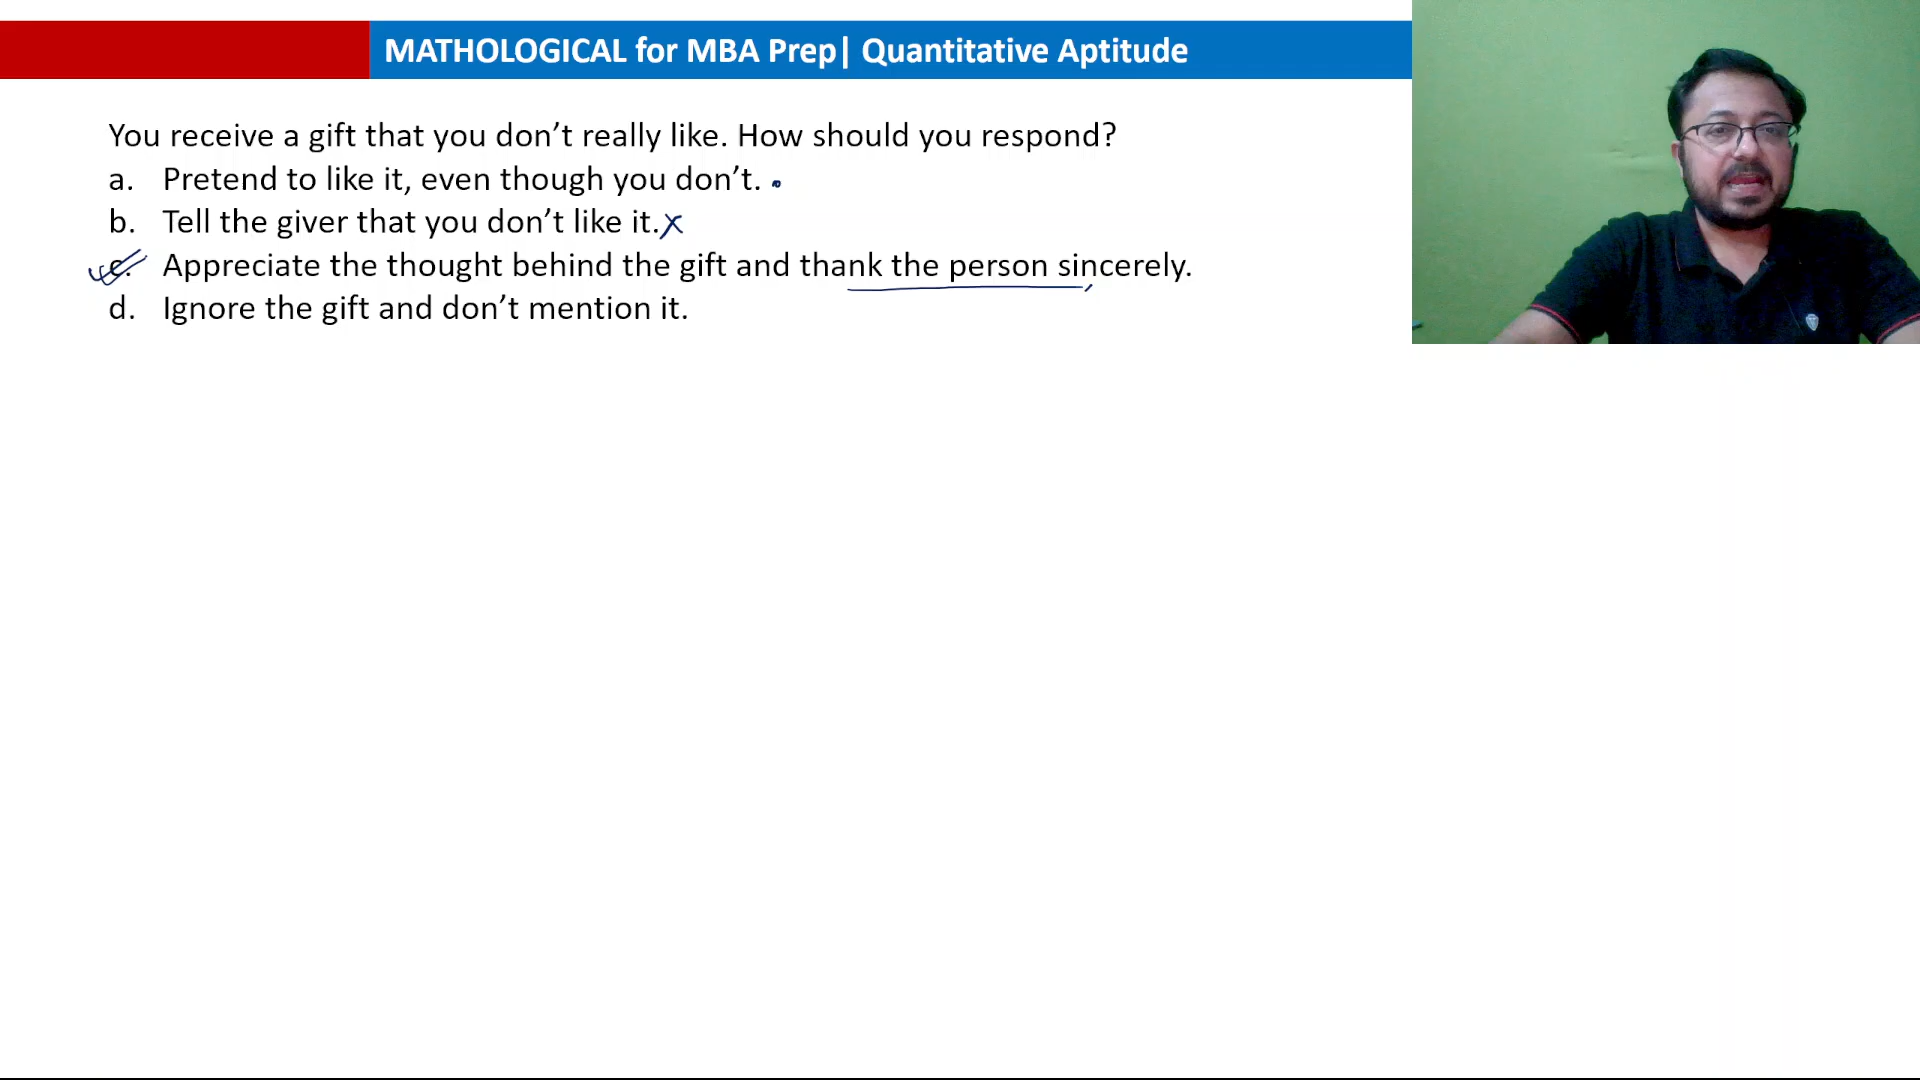 MATHOLOGICAL for MBA Prep| Quantitative Aptitude
You receive a gift that you don’t really like. How should you respond?
a. Pretend to like it, even though you don’t.
b. Tell the giver that you don’t like it. x
c. Appreciate the thought behind the gift and thank the person sincerely.
d. Ignore the gift and don’t mention it.